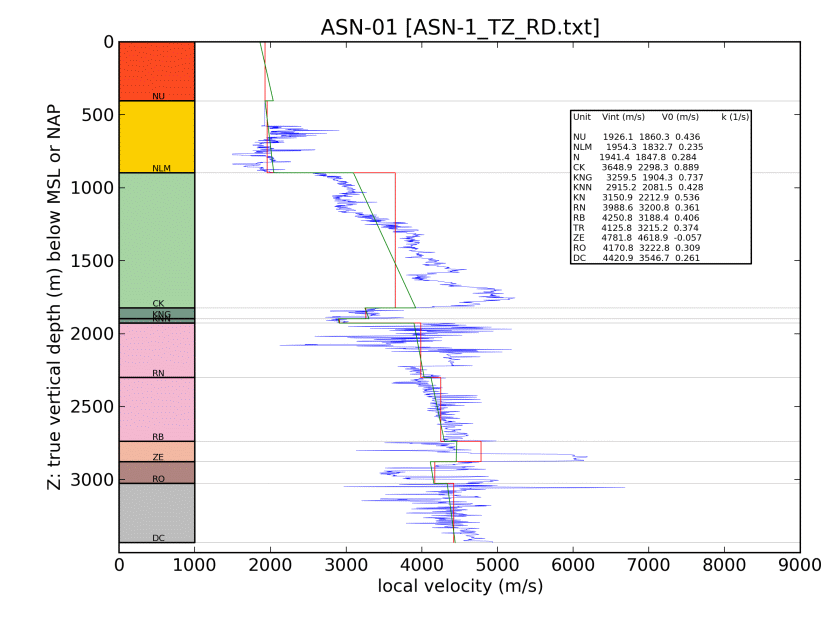 ASN-01 [ASN-1_TZ_RD.txt]
Z: true vertical depth (m) below MSL or NAP
0
500
1000
1500
2000
2500
3000
NU
NLM
CK
KNG
KNN
RN
RB
ZE
RO
DC
Unit Vint (m/s) V0 (m/s) k (1/s)
NU 1926.1 1860.3 0.436
NLM 1954.3 1832.7 0.235
N 1941.4 1847.8 0.284
CK 3648.9 2298.3 0.889
KNG 3259.5 1904.3 0.737
KNN 2915.2 2081.5 0.428
KN 3150.9 2212.9 0.536
RN 3988.6 3200.8 0.361
RB 4250.8 3188.4 0.406
TR 4125.8 3215.2 0.374
ZE 4781.8 4618.9 -0.057
RO 4170.8 3222.8 0.309
DC 4420.9 3546.7 0.261
0 1000 2000 3000 4000 5000 6000 7000 8000 9000
local velocity (m/s)